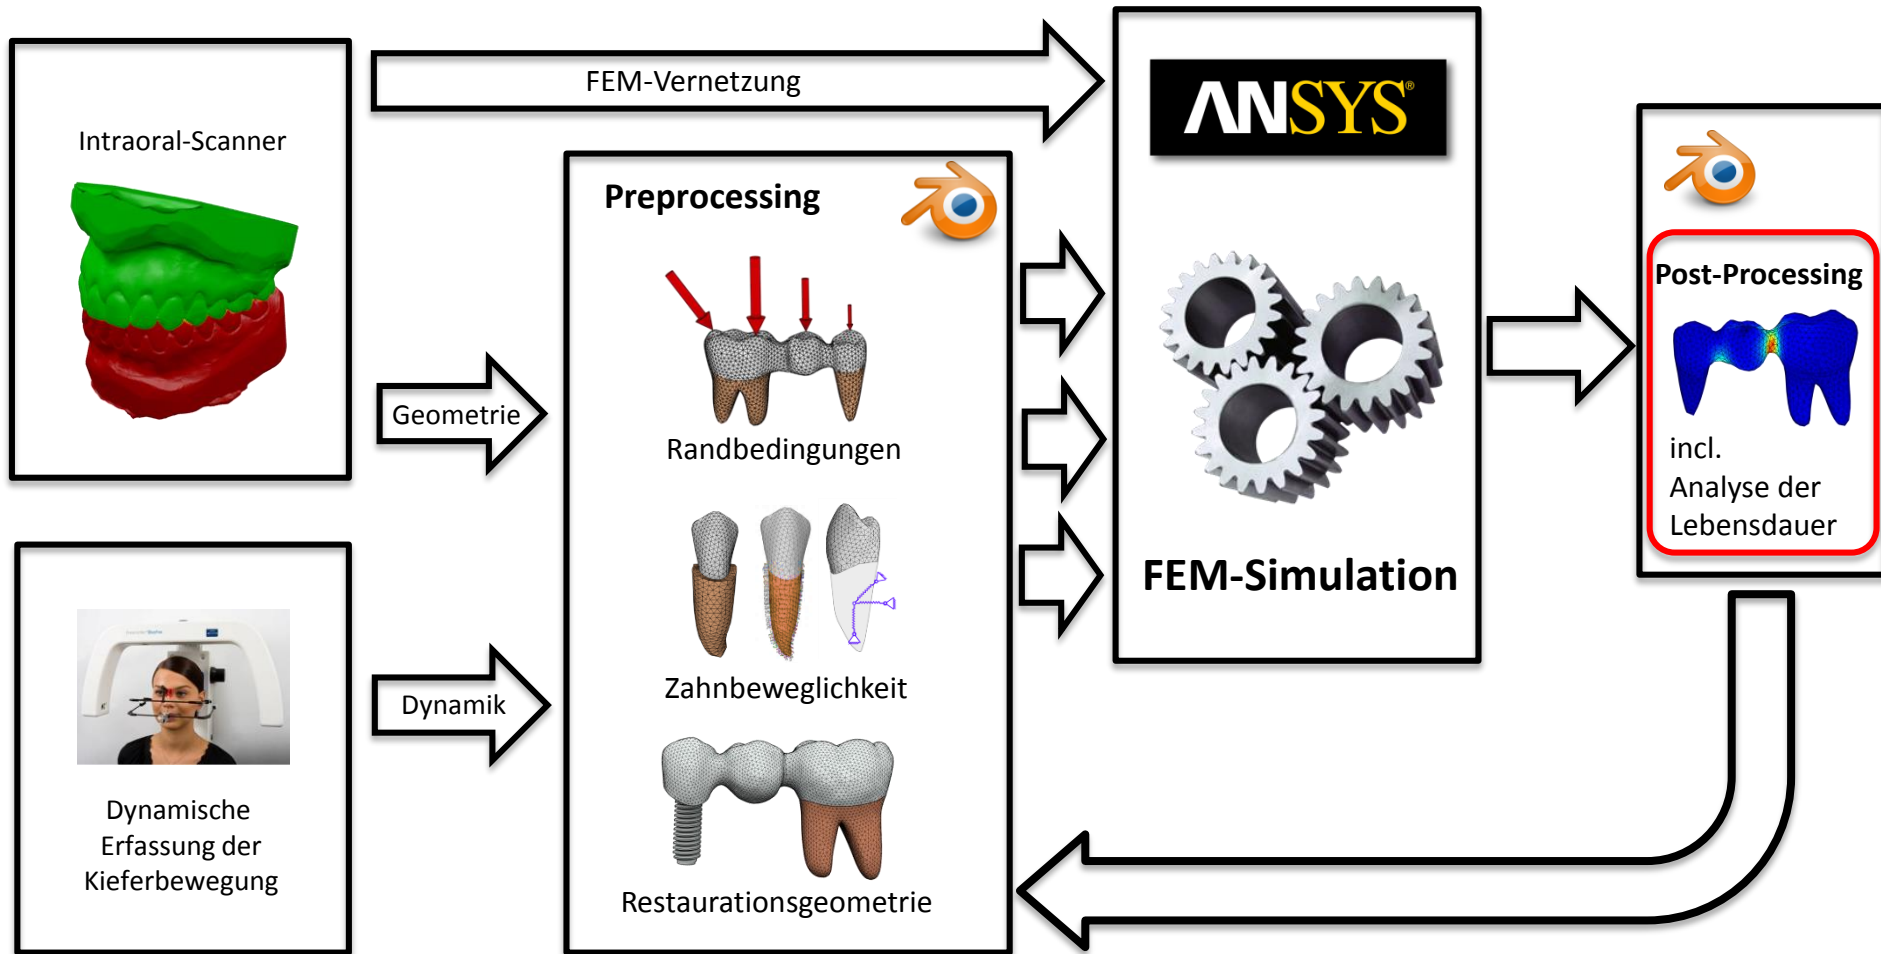 Intraoral-Scanner
FEM-Vernetzung
Geometrie
Dynamische
Erfassung der
Kieferbewegung
Dynamik
Preprocessing
Randbedingungen
Zahnbeweglichkeit
Restaurationsgeometrie
ANSYS®
FEM-Simulation
Post-Processing
incl.
Analyse der
Lebensdauer